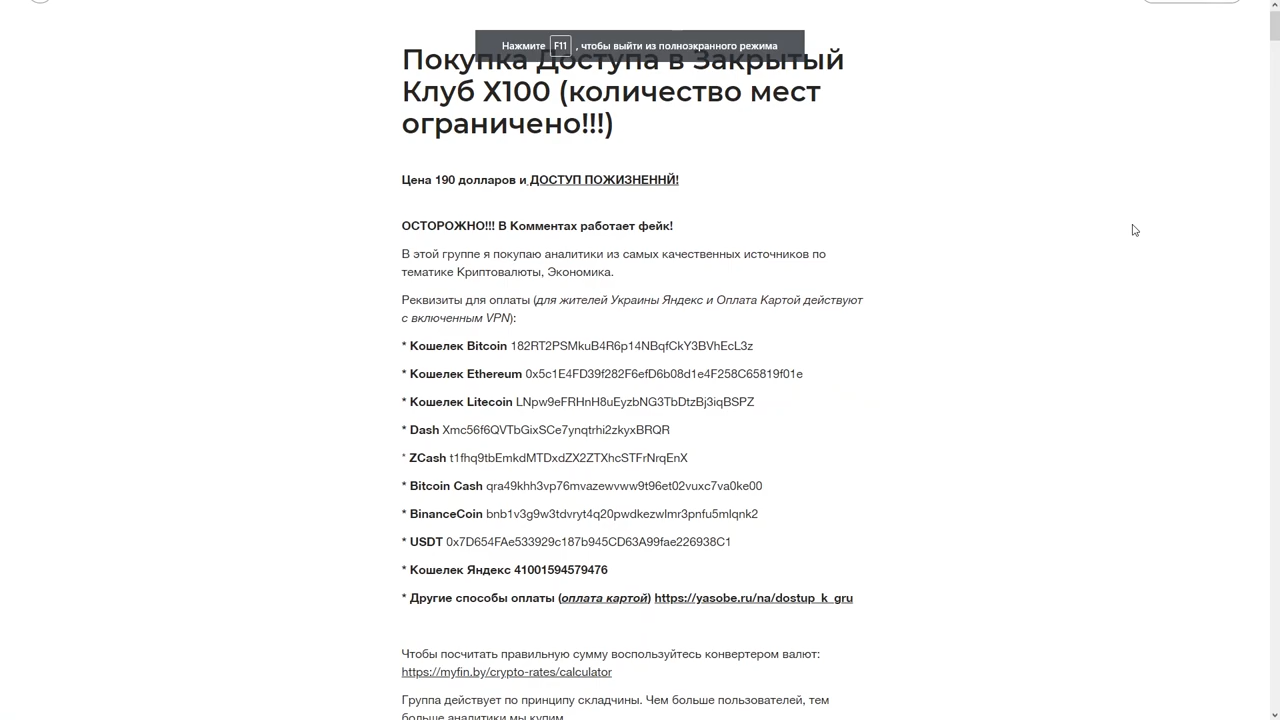 Нажмите F11 , чтобы выйти из полноэкранного режима
Покупка Доступа в Закрытый
Клуб X100 (количество мест
ограничено!!!)
Цена 190 долларов и ДОСТУП ПОЖИЗНЕННЙ!
ОСТОРОЖНО!!! В Комментах работает фейк!
В этой группе я покупаю аналитики из самых качественных источников по
тематике Криптовалюты, Экономика.
Реквизиты для оплаты (для жителей Украины Яндекс и Оплата Картой действуют
с включенным VPN):
* Кошелек Bitcoin 182RT2PSMkuB4R6p14NBqfCkY3BVhEcL3z
* Кошелек Ethereum 0x5c1E4FD39f282F6efD6b08d1e4F258C65819f01e
* Кошелек Litecoin LNpw9eFRHnH8uEyzbNG3TbDtzBj3iqBSPZ
* Dash Xmc56f6QVTbGixSCe7ynqtrhi2zkyxBRQR
* ZCash t1fhq9tbEmkdMTDxdZX2ZTXhcSTFrNrqEnX
* Bitcoin Cash qra49khh3vp76mvazewvww9t96et02vuxc7va0ke00
* BinanceCoin bnb1v3g9w3tdvryt4q20pwdkezwlmr3pnfu5mlqnk2
* USDT 0x7D654FAe533929c187b945CD63A99fae226938C1
* Кошелек Яндекс 41001594579476
* Другие способы оплаты (оплата картой) https://yasobe.ru/na/dostup_k_gru
Чтобы посчитать правильную сумму воспользуйтесь конвертером валют:
https://myfin.by/crypto-rates/calculator
Группа действует по принципу складчины. Чем больше пользователей, тем
больше аналитики мы купим